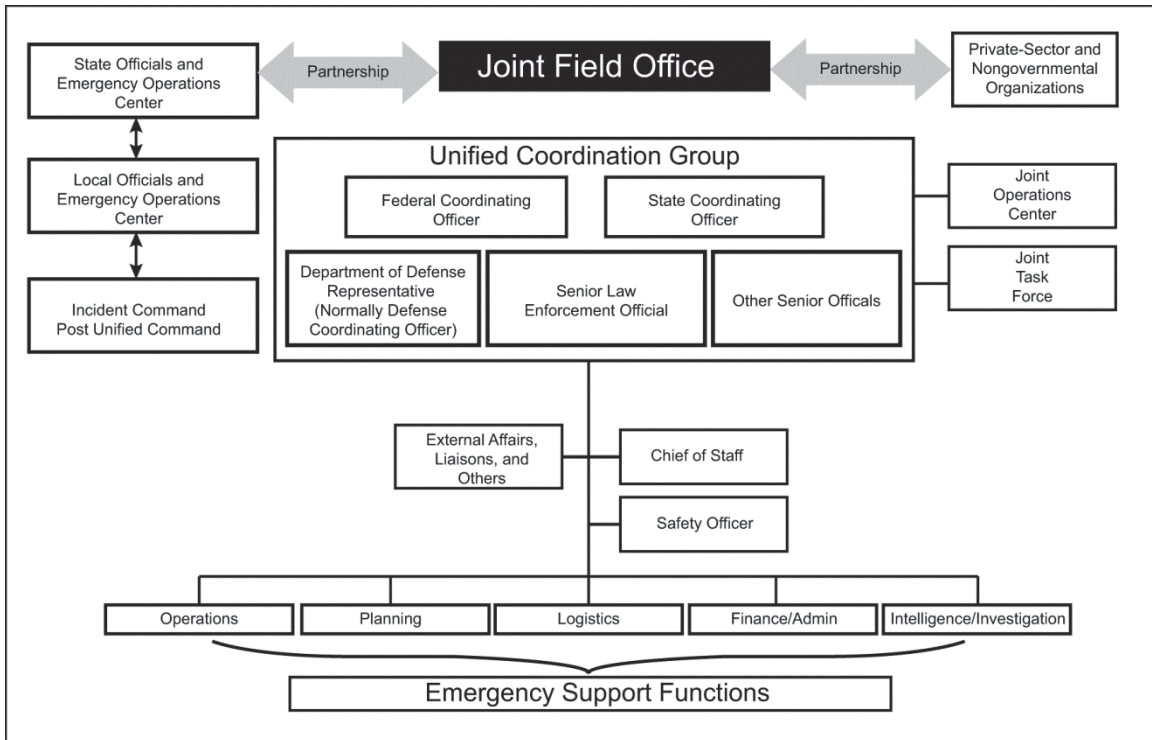 State Officials and
Emergency Operations
Center
Partnership
Joint Field Office
Partnership
Private-Sector and
Nongovernmental
Organizations
Local Officials and
Emergency Operations
Center
Incident Command
Post Unified Command
Unified Coordination Group
Federal Coordinating
Officer
State Coordinating
Officer
Department of Defense
Representative
(Normally Defense
Coordinating Officer)
Senior Law
Enforcement Official
Other Senior Officals
Joint
Operations
Center
Joint
Task
Force
External Affairs,
Liaisons, and
Others
Chief of Staff
Safety Officer
Operations
Planning
Logistics
Finance/Admin
Intelligence/Investigation
Emergency Support Functions